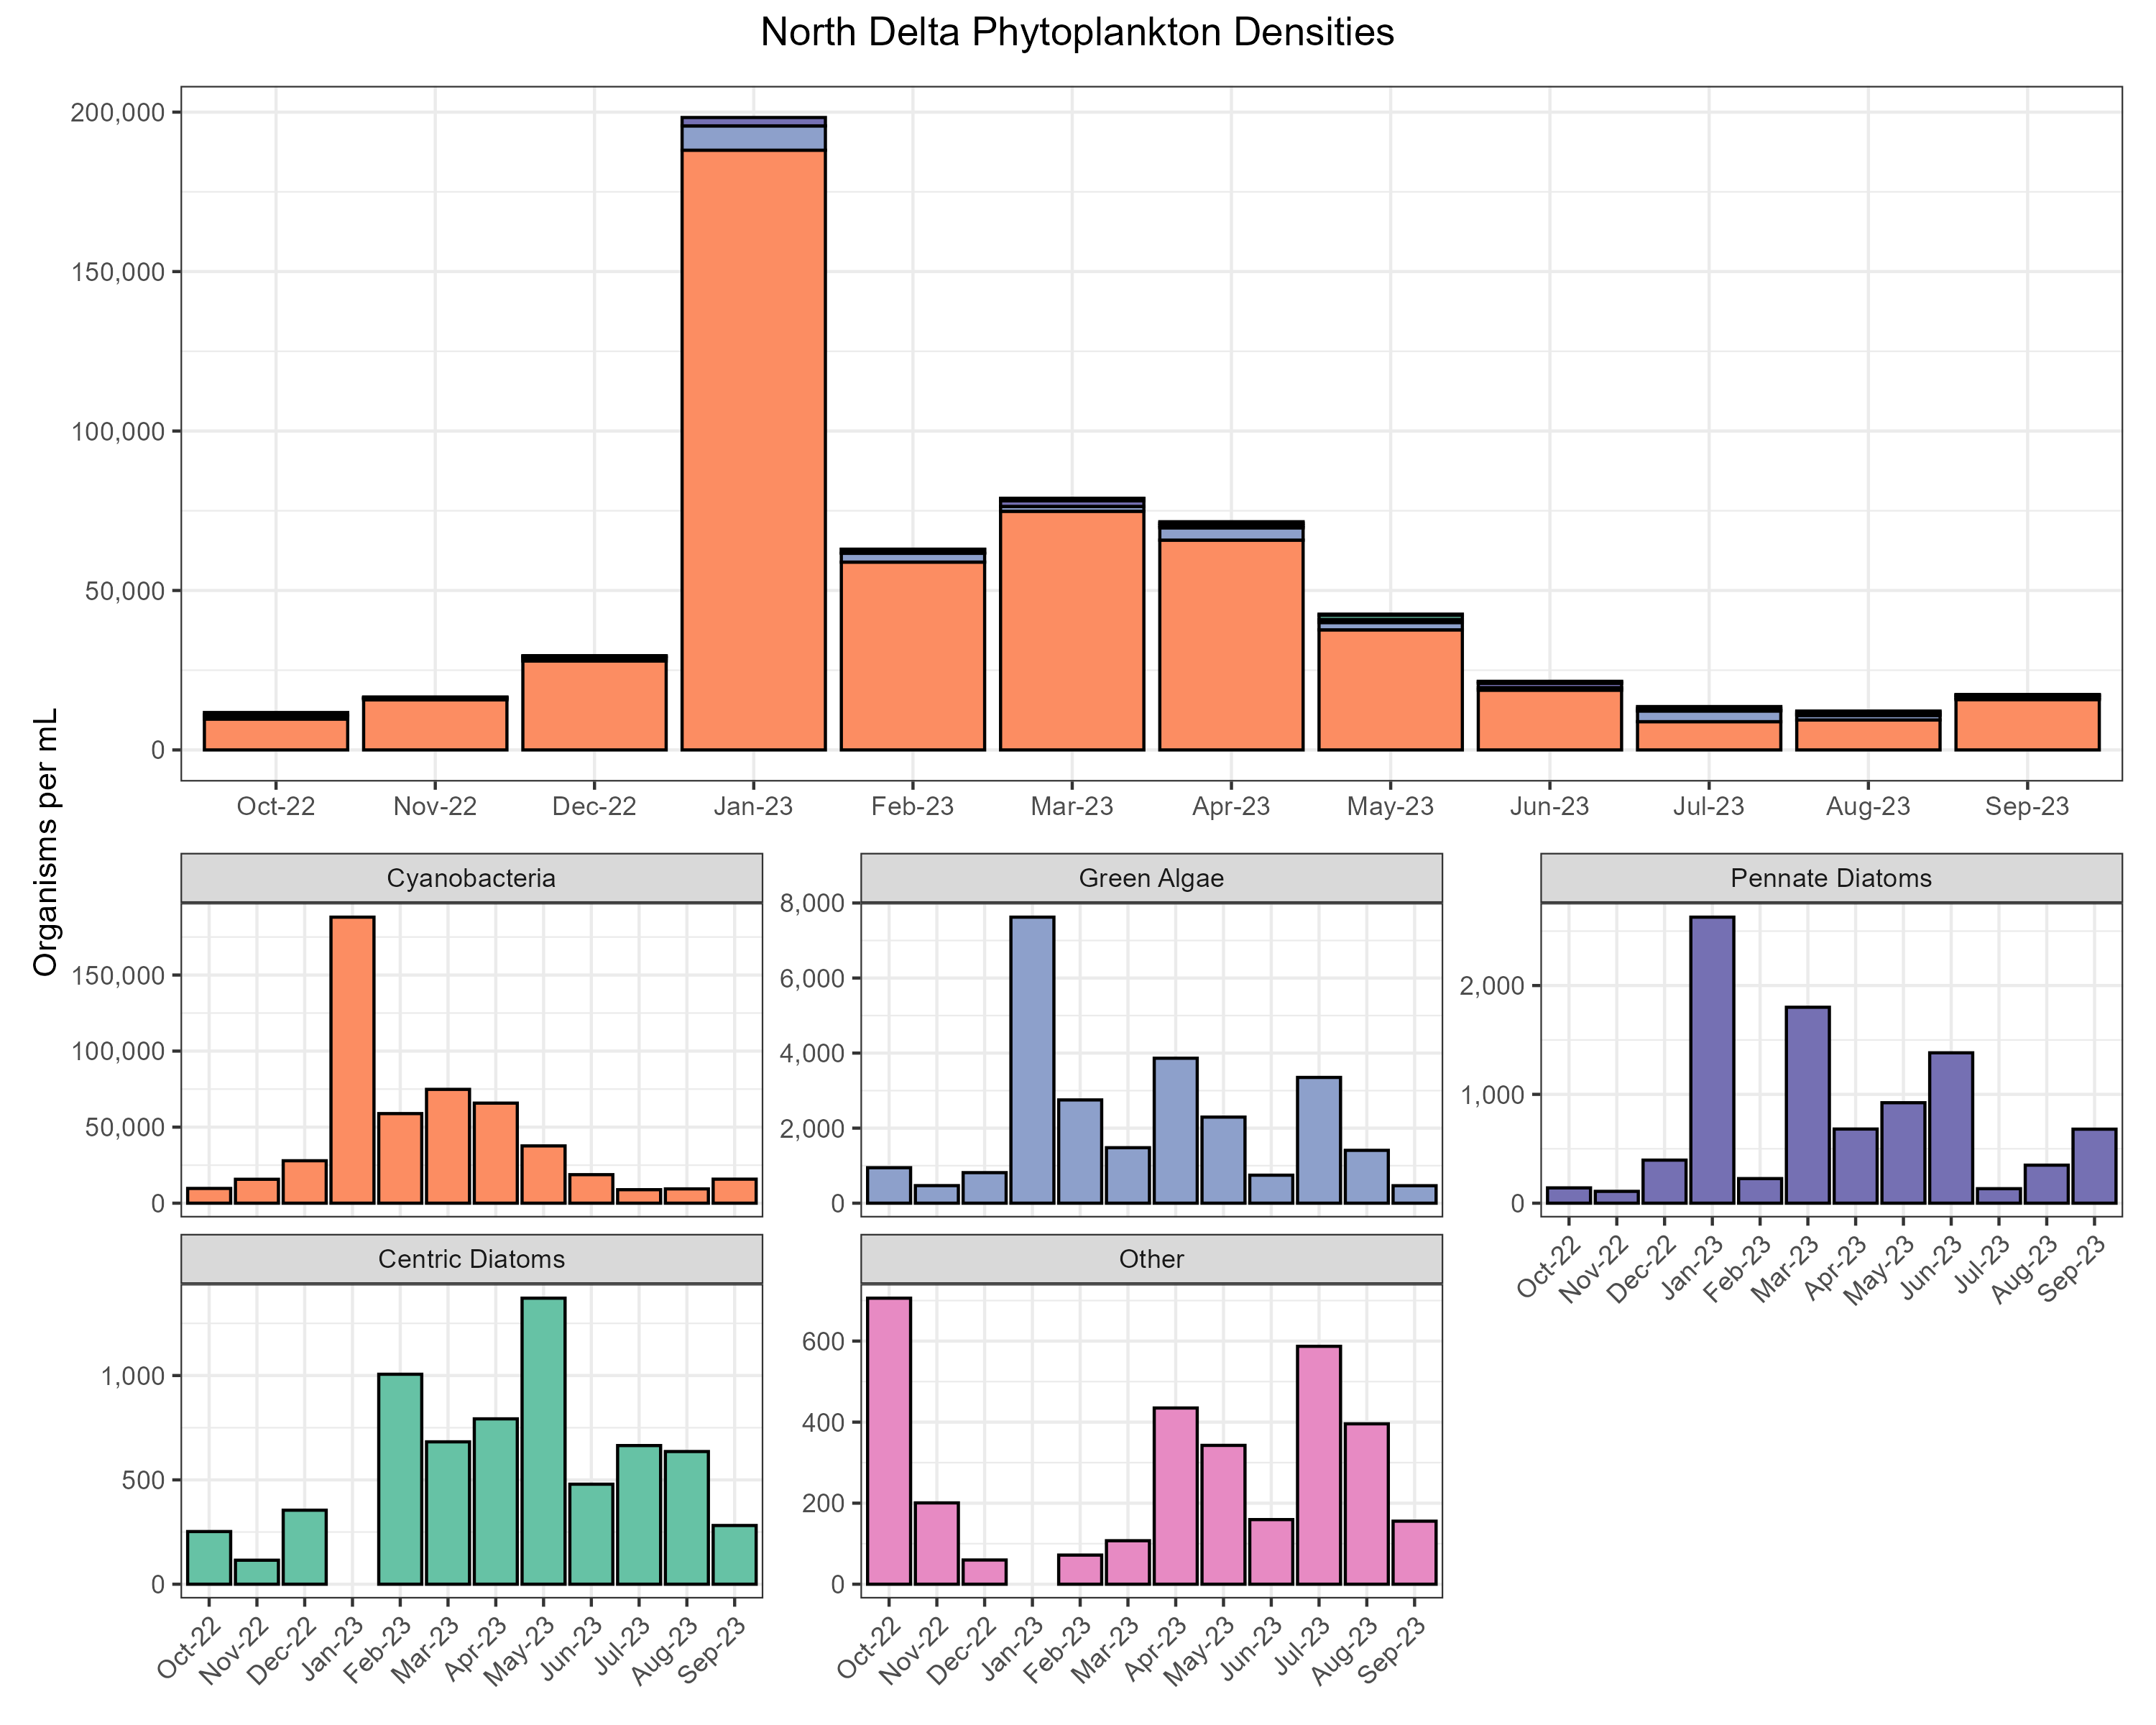 North Delta Phytoplankton Densities
Organisms per mL
200,000
150,000
100,000
50,000
0
Oct-22 Nov-22 Dec-22 Jan-23 Feb-23 Mar-23 Apr-23 May-23 Jun-23 Jul-23 Aug-23 Sep-23
Cyanobacteria
150,000
100,000
50,000
0
Green Algae
8,000
6,000
4,000
2,000
0
Pennate Diatoms
2,000
1,000
0
Oct-22 Nov-22 Dec-22 Jan-23 Feb-23 Mar-23 Apr-23 May-23 Jun-23 Jul-23 Aug-23 Sep-23
Centric Diatoms
1,000
500
0
Oct-22 Nov-22 Dec-22 Jan-23 Feb-23 Mar-23 Apr-23 May-23 Jun-23 Jul-23 Aug-23 Sep-23
Other
600
400
200
0
Oct-22 Nov-22 Dec-22 Jan-23 Feb-23 Mar-23 Apr-23 May-23 Jun-23 Jul-23 Aug-23 Sep-23